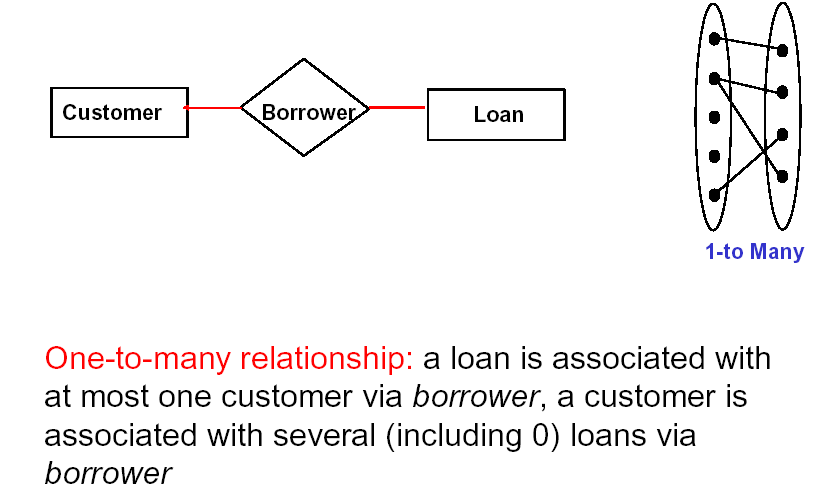 Customer
Borrower
Loan
1-to Many
One-to-many relationship: a loan is associated with
at most one customer via borrower, a customer is
associated with several (including 0) loans via
borrower